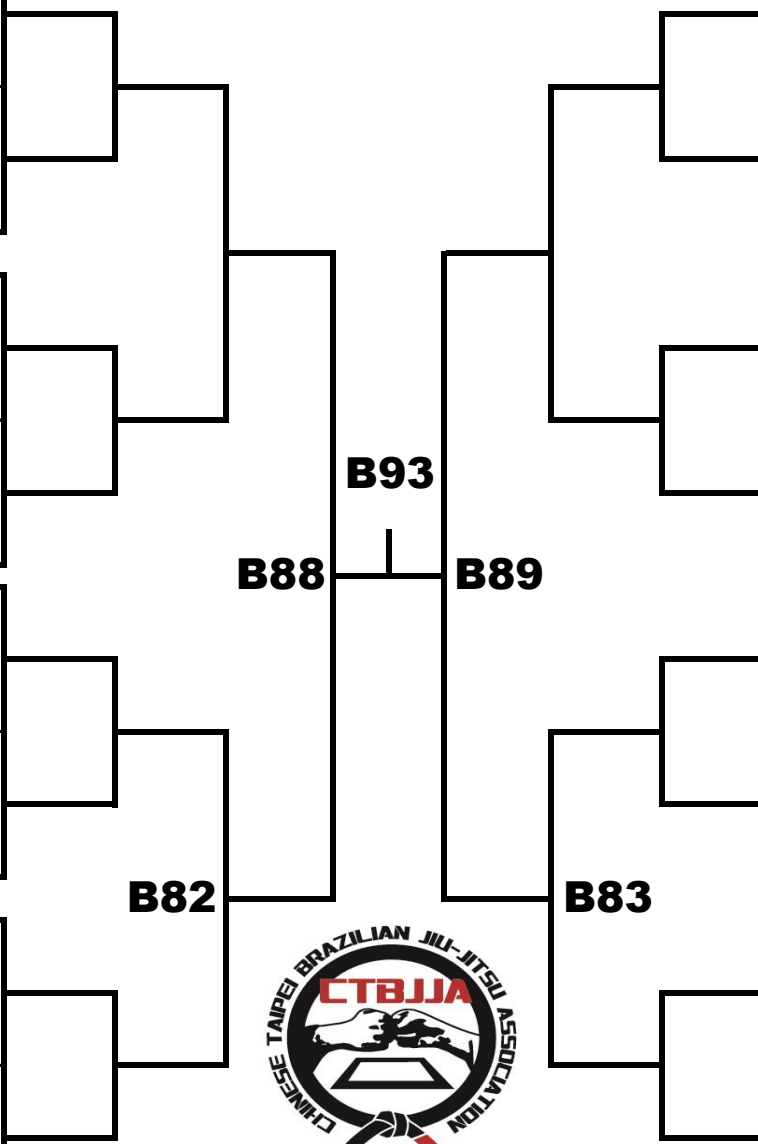 B93
B88
B89
B82
B83
CHINESE TAIPEI BRAZILIAN JIU-JITSU ASSOCIATION
CTBJJA